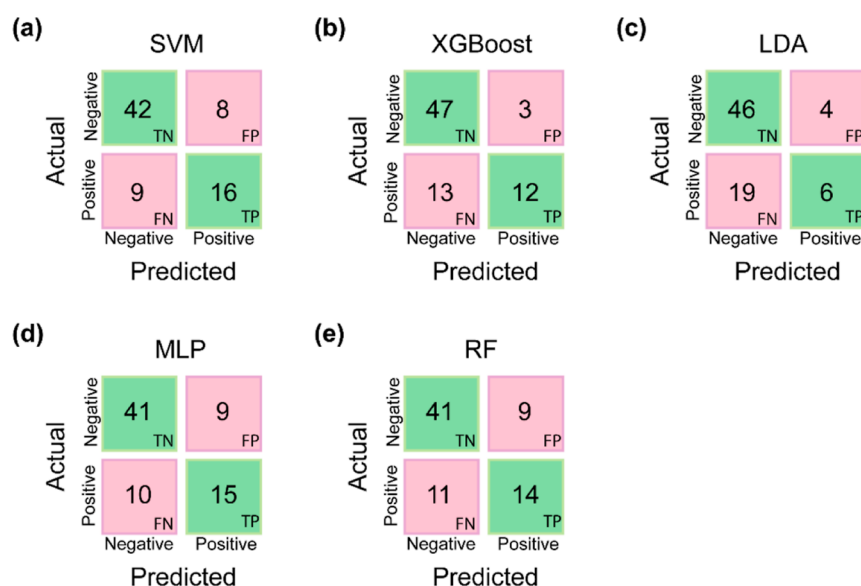 (a)
SVM
Actual
Negative
42 TN
8 FP
Positive
9 FN
16 TP
Negative Positive
Predicted
(b)
XGBoost
Actual
Negative
47 TN
3 FP
Positive
13 FN
12 TP
Negative Positive
Predicted
(c)
LDA
Actual
Negative
46 TN
4 FP
Positive
19 FN
6 TP
Negative Positive
Predicted
(d)
MLP
Actual
Negative
41 TN
9 FP
Positive
10 FN
15 TP
Negative Positive
Predicted
(e)
RF
Actual
Negative
41 TN
9 FP
Positive
11 FN
14 TP
Negative Positive
Predicted